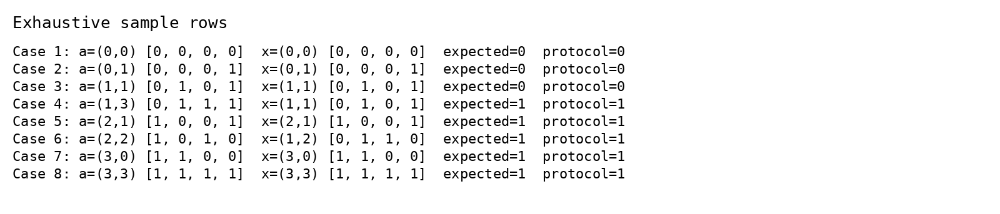 Exhaustive sample rows
Case 1: a=(0,0) [0, 0, 0, 0]  x=(0,0) [0, 0, 0, 0]  expected=0  protocol=0
Case 2: a=(0,1) [0, 0, 0, 1]  x=(0,1) [0, 0, 0, 1]  expected=0  protocol=0
Case 3: a=(1,1) [0, 1, 0, 1]  x=(1,1) [0, 1, 0, 1]  expected=0  protocol=0
Case 4: a=(1,3) [0, 1, 1, 1]  x=(1,1) [0, 1, 0, 1]  expected=1  protocol=1
Case 5: a=(2,1) [1, 0, 0, 1]  x=(2,1) [1, 0, 0, 1]  expected=1  protocol=1
Case 6: a=(2,2) [1, 0, 1, 0]  x=(1,2) [0, 1, 1, 0]  expected=1  protocol=1
Case 7: a=(3,0) [1, 1, 0, 0]  x=(3,0) [1, 1, 0, 0]  expected=1  protocol=1
Case 8: a=(3,3) [1, 1, 1, 1]  x=(3,3) [1, 1, 1, 1]  expected=1  protocol=1